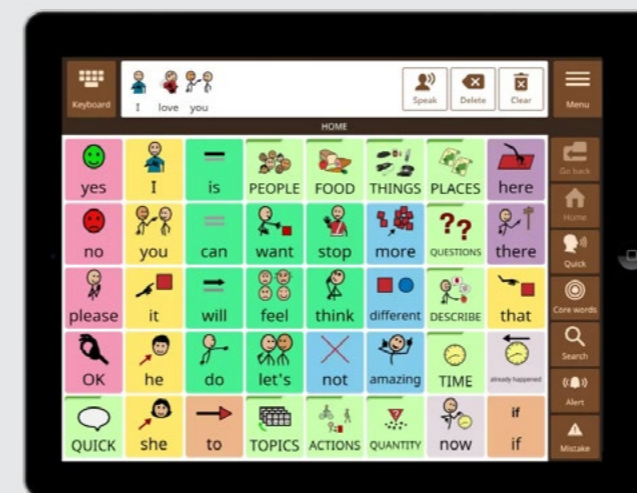 Keyboard
I love you
Speak Delete Clear
Menu
HOME
yes I is PEOPLE FOOD THINGS PLACES here
Go back
Home
no you can want stop more ?? QUESTIONS there
Quick
please it will feel think different DESCRIBE that
Core words
OK he do let's not amazing TIME already happened
Search
Alert
QUICK she to TOPICS ACTIONS ? QUANTITY now if if
Mistake